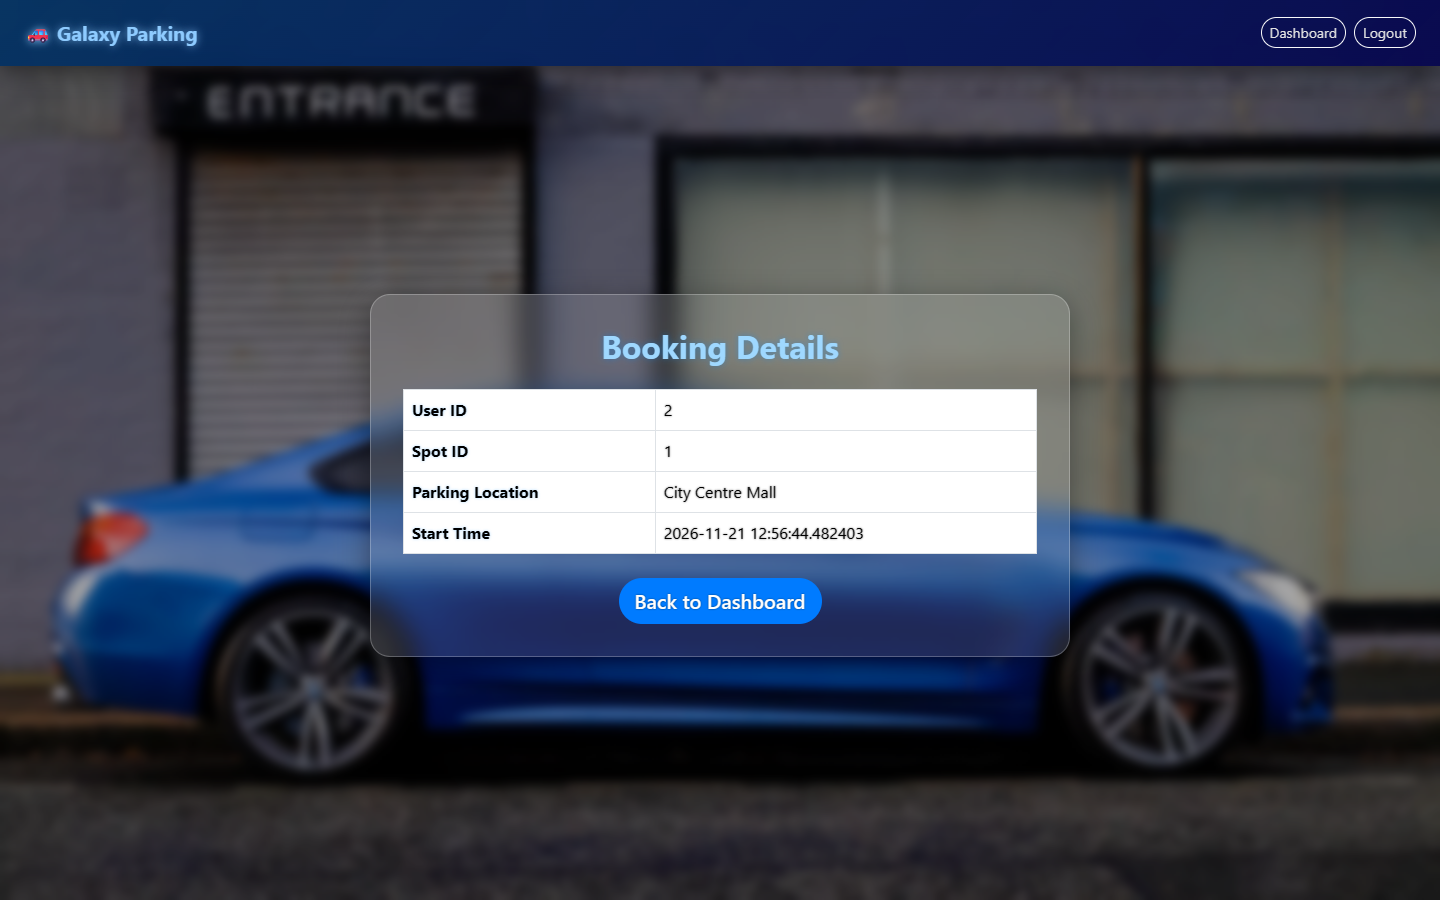 Galaxy Parking
Dashboard
Logout
ENTRANCE
Booking Details
User ID 2
Spot ID 1
Parking Location City Centre Mall
Start Time 2026-11-21 12:56:44.482403
Back to Dashboard